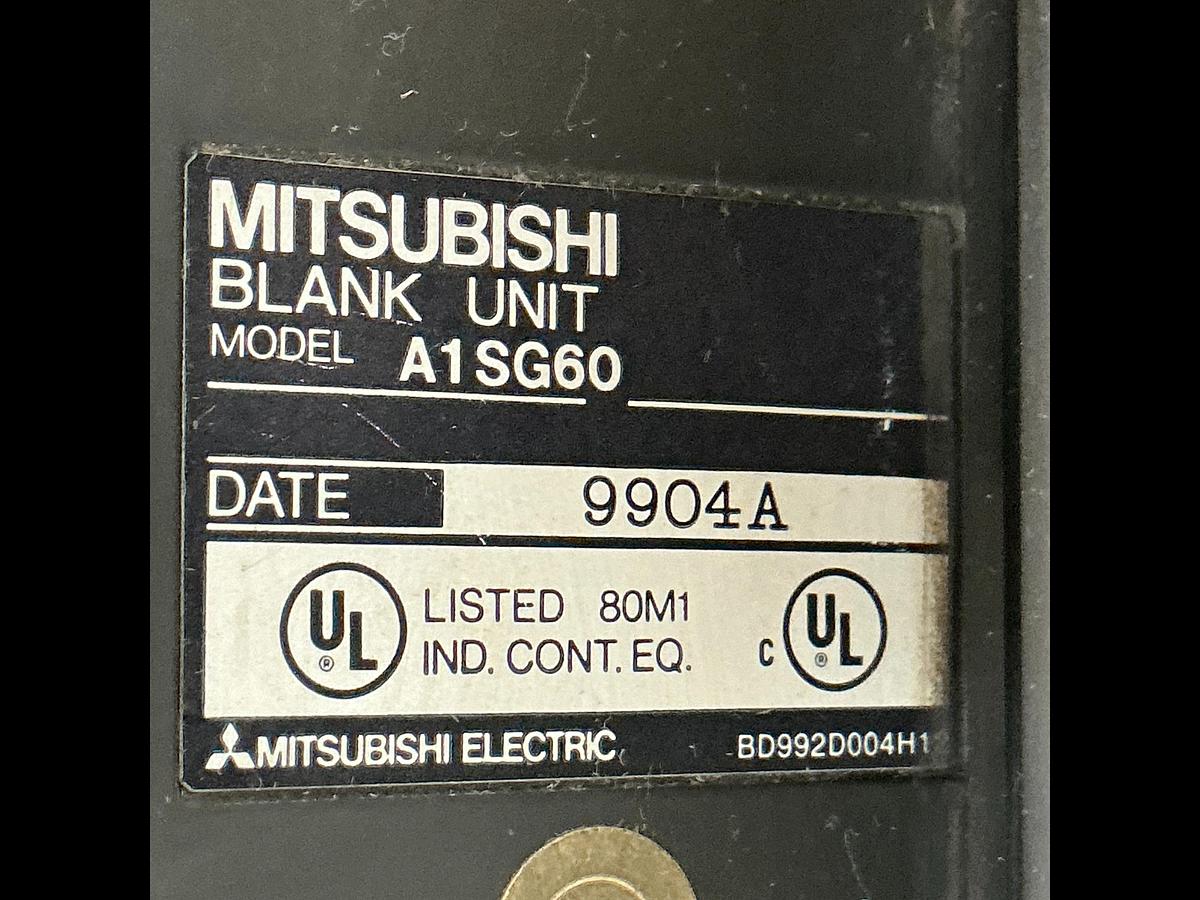 MITSUBISHI
BLANK UNIT
MODEL A1SG60
DATE 9904A
UL® LISTED 80M1
IND. CONT. EQ. C UL®
MITSUBISHI ELECTRIC BD992D004H1